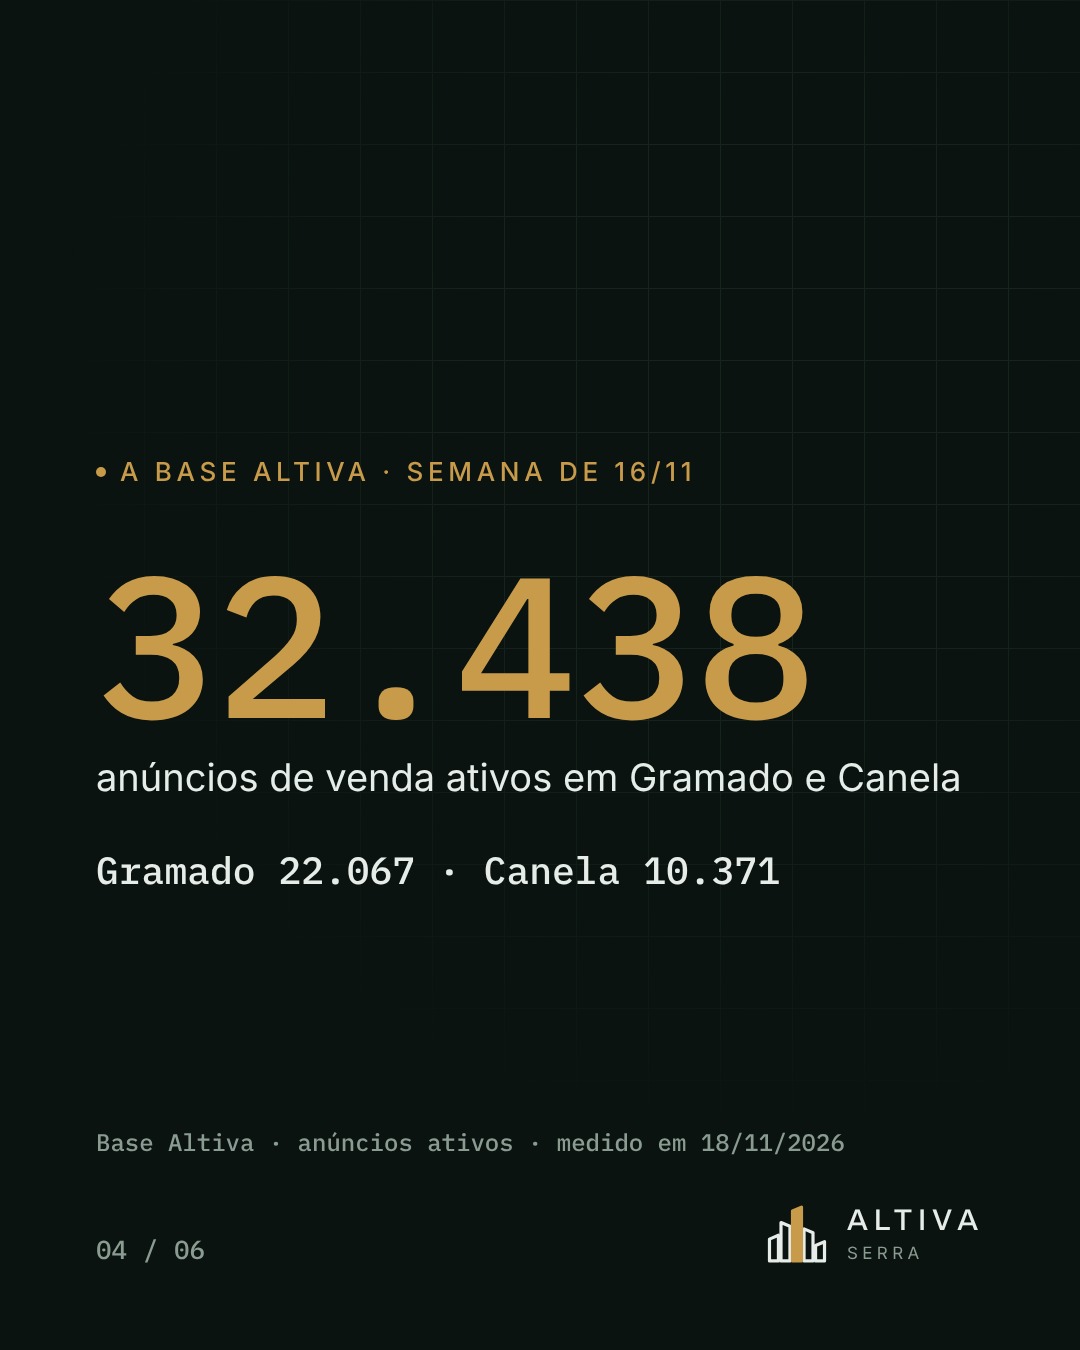 • A BASE ALTIVA · SEMANA DE 16/11
32.438
anúncios de venda ativos em Gramado e Canela
Gramado 22.067 · Canela 10.371
Base Altiva · anúncios ativos · medido em 18/11/2026
04 / 06
ALTIVA
SERRA